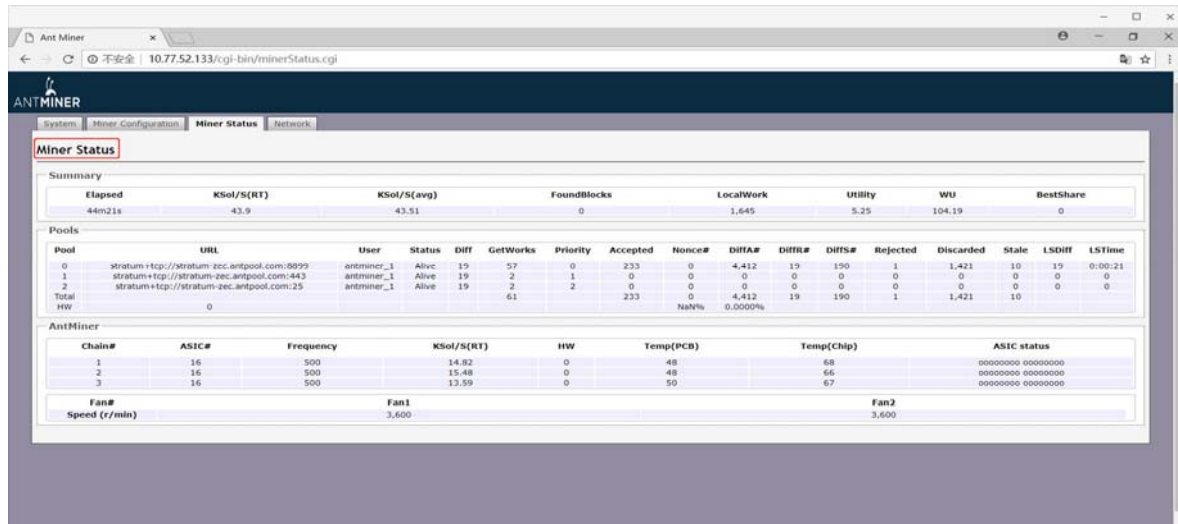 Ant Miner
不安全 | 10.77.52.133/cgi-bin/minerStatus.cgi
ANTMINER
System Miner Configuration Miner Status Network
Miner Status
Summary
Elapsed KSol/S(RT) KSol/S(avg) FoundBlocks LocalWork Utility WU BestShare
44m21s 43.9 43.51 0 1,645 5.25 104.19 0
Pools
Pool URL User Status Diff GetWorks Priority Accepted Nonce# DiffA# DiffR# DiffS# Rejected Discarded Stale LSDiff LSTime
0 stratum+tcp://stratum-zec.antpool.com:8899 antminer_1 Alive 19 57 0 233 0 4,412 19 190 1 1,421 10 19 0:00:21
1 stratum+tcp://stratum-zec.antpool.com:443 antminer_1 Alive 19 2 1 0 0 0 0 0 0 0 0 0 0
2 stratum+tcp://stratum-zec.antpool.com:25 antminer_1 Alive 19 2 2 0 0 0 0 0 0 0 0 0 0
Total 61 233 0 4,412 19 190 1 1,421 10
HW 0 NaN% 0.0000%
AntMiner
Chain# ASIC# Frequency KSol/S(RT) HW Temp(PCB) Temp(Chip) ASIC status
1 16 500 14.82 0 48 68 oooooooo oooooooo
2 16 500 15.48 0 48 66 oooooooo oooooooo
3 16 500 13.59 0 50 67 oooooooo oooooooo
Fan# Fan1 Fan2
Speed (r/min) 3,600 3,600